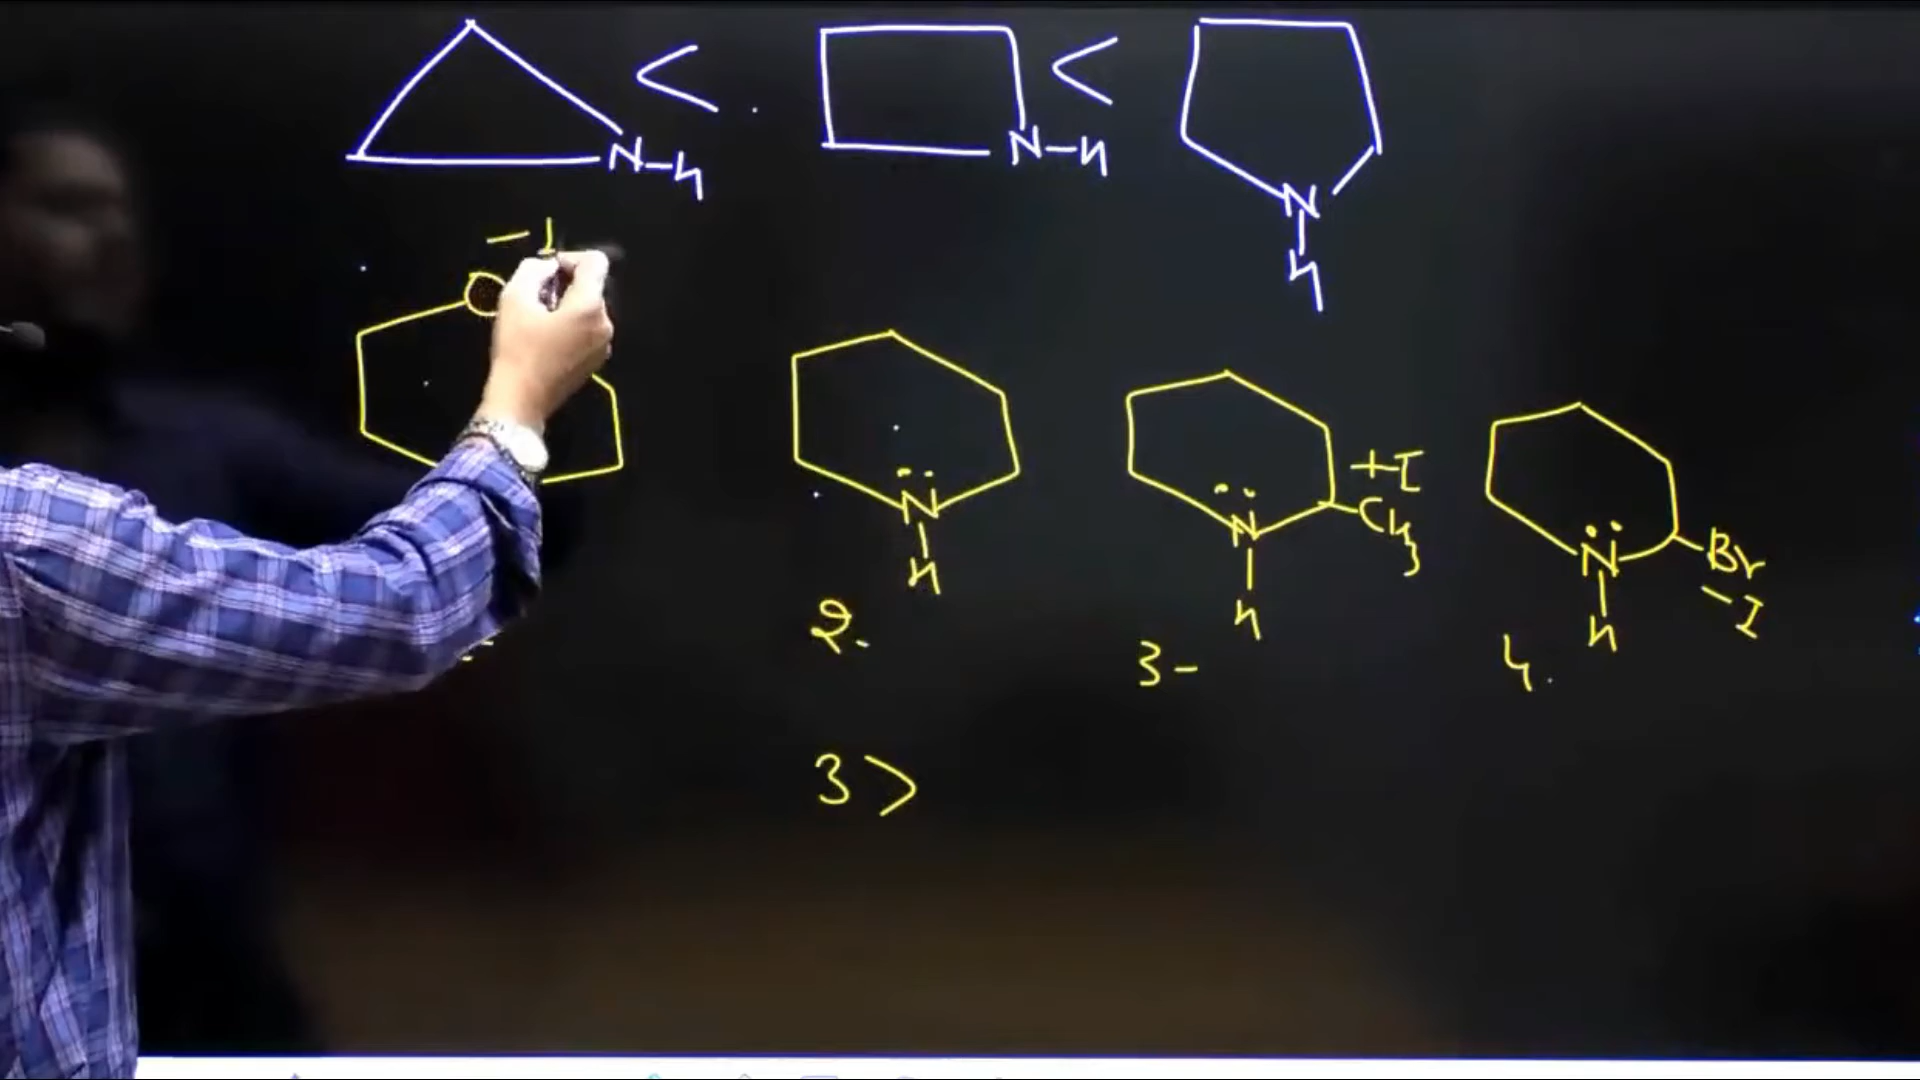 < . <
N-H N-H N
H
- I
O
+I
N N CH3 N Br
H H H -I
2. 3- 4.
3 >